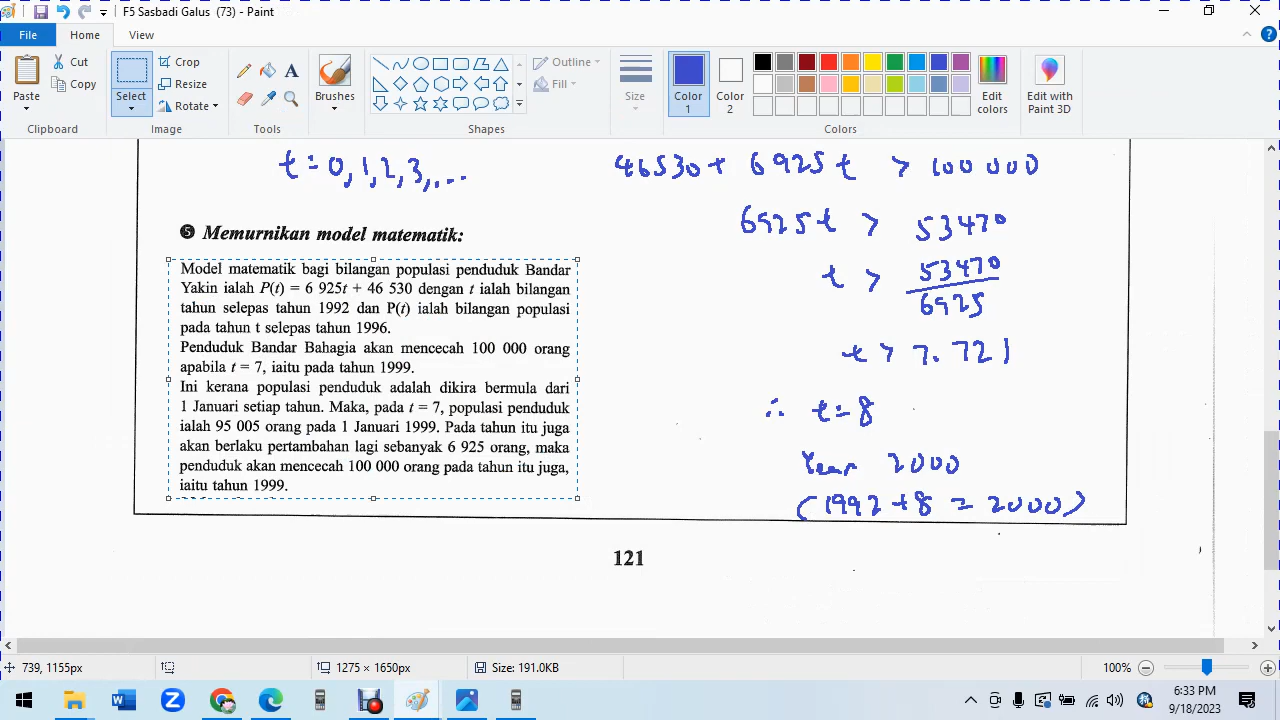 F5 Sasbadi Galus (73) - Paint
File
Home
View
Paste
Cut
Copy
Clipboard
Select
Crop
Resize
Rotate
Image
A
Tools
Brushes
Outline
Fill
Shapes
Size
Color 1
Color 2
Edit colors
Edit with Paint 3D
Colors
t = 0, 1, 2, 3, ...
46530 + 6925t > 100 000
6925t > 53470
t > 53470
6925
t > 7.721
∴ t = 8
Year 2000
(1992 + 8 = 2000)
❺ Memurnikan model matematik:
Model matematik bagi bilangan populasi penduduk Bandar
Yakin ialah P(t) = 6 925t + 46 530 dengan t ialah bilangan
tahun selepas tahun 1992 dan P(t) ialah bilangan populasi
pada tahun t selepas tahun 1996.
Penduduk Bandar Bahagia akan mencecah 100 000 orang
apabila t = 7, iaitu pada tahun 1999.
Ini kerana populasi penduduk adalah dikira bermula dari
1 Januari setiap tahun. Maka, pada t = 7, populasi penduduk
ialah 95 005 orang pada 1 Januari 1999. Pada tahun itu juga
akan berlaku pertambahan lagi sebanyak 6 925 orang, maka
penduduk akan mencecah 100 000 orang pada tahun itu juga,
iaitu tahun 1999.
121
739, 1155px
1275 × 1650px
Size: 191.0KB
100%
6:33 PM
9/18/2023